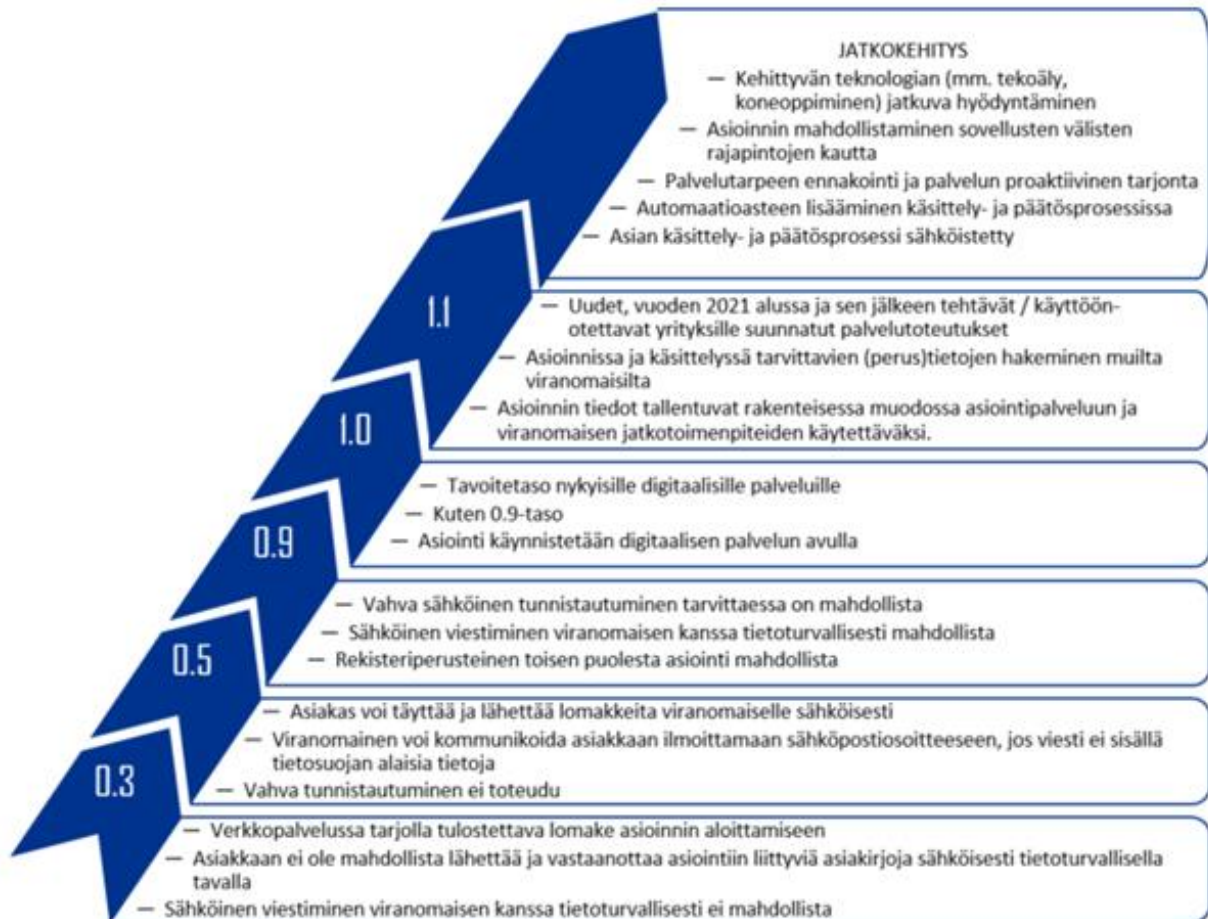 JATKOKEHITYS
— Kehittyvän teknologian (mm. tekoäly,
koneoppiminen) jatkuva hyödyntäminen
— Asioinnin mahdollistaminen sovellusten välisten
rajapintojen kautta
— Palvelutarpeen ennakointi ja palvelun proaktiivinen tarjonta
— Automaatioasteen lisääminen käsittely- ja päätösprosessissa
— Asian käsittely- ja päätösprosessi sähköistetty
1.1
— Uudet, vuoden 2021 alussa ja sen jälkeen tehtävät / käyttöön-
otettavat yrityksille suunnatut palvelutoteutukset
— Asioinnissa ja käsittelyssä tarvittavien (perus)tietojen hakeminen muilta
viranomaisilta
— Asioinnin tiedot tallentuvat rakenteisessa muodossa asiointipalveluun ja
viranomaisen jatkotoimenpiteiden käytettäväksi.
1.0
— Tavoitetaso nykyisille digitaalisille palveluille
— Kuten 0.9-taso
— Asiointi käynnistetään digitaalisen palvelun avulla
0.9
— Vahva sähköinen tunnistautuminen tarvittaessa on mahdollista
— Sähköinen viestiminen viranomaisen kanssa tietoturvallisesti mahdollista
— Rekisteriperusteinen toisen puolesta asiointi mahdollista
0.5
— Asiakas voi täyttää ja lähettää lomakkeita viranomaiselle sähköisesti
— Viranomainen voi kommunikoida asiakkaan ilmoittamaan sähköpostiosoitteeseen, jos viesti ei sisällä
tietosuojan alaisia tietoja
— Vahva tunnistautuminen ei toteudu
0.3
— Verkkopalvelussa tarjolla tulostettava lomake asioinnin aloittamiseen
— Asiakkaan ei ole mahdollista lähettää ja vastaanottaa asiointiin liittyviä asiakirjoja sähköisesti tietoturvallisella
tavalla
— Sähköinen viestiminen viranomaisen kanssa tietoturvallisesti ei mahdollista